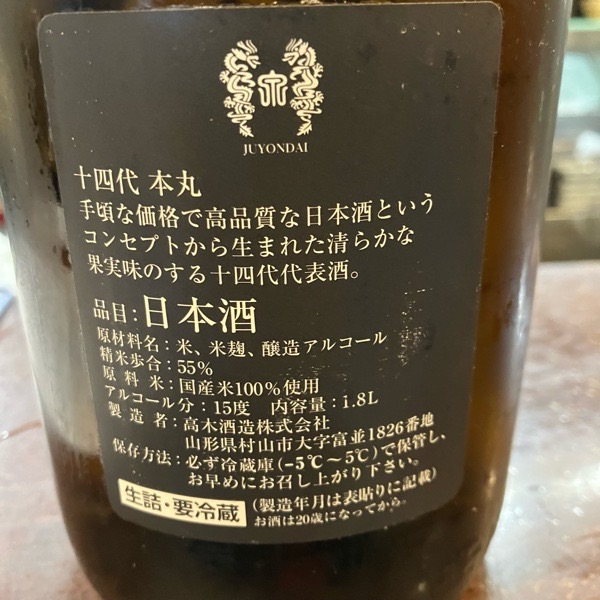 JUYONDAI
十四代 本丸
手頃な価格で高品質な日本酒という
コンセプトから生まれた清らかな
果実味のする十四代代表酒。
品目:日本酒
原材料名:米、米麹、醸造アルコール
精米歩合:55%
原料米:国産米100%使用
アルコール分:15度 内容量:1.8L
製造者:高木酒造株式会社
山形県村山市大字富並1826番地
保存方法:必ず冷蔵庫(-5℃〜5℃)で保管し、
お早めにお召し上がり下さい。
生詰・要冷蔵 (製造年月は表貼りに記載)
お酒は20歳になってから。